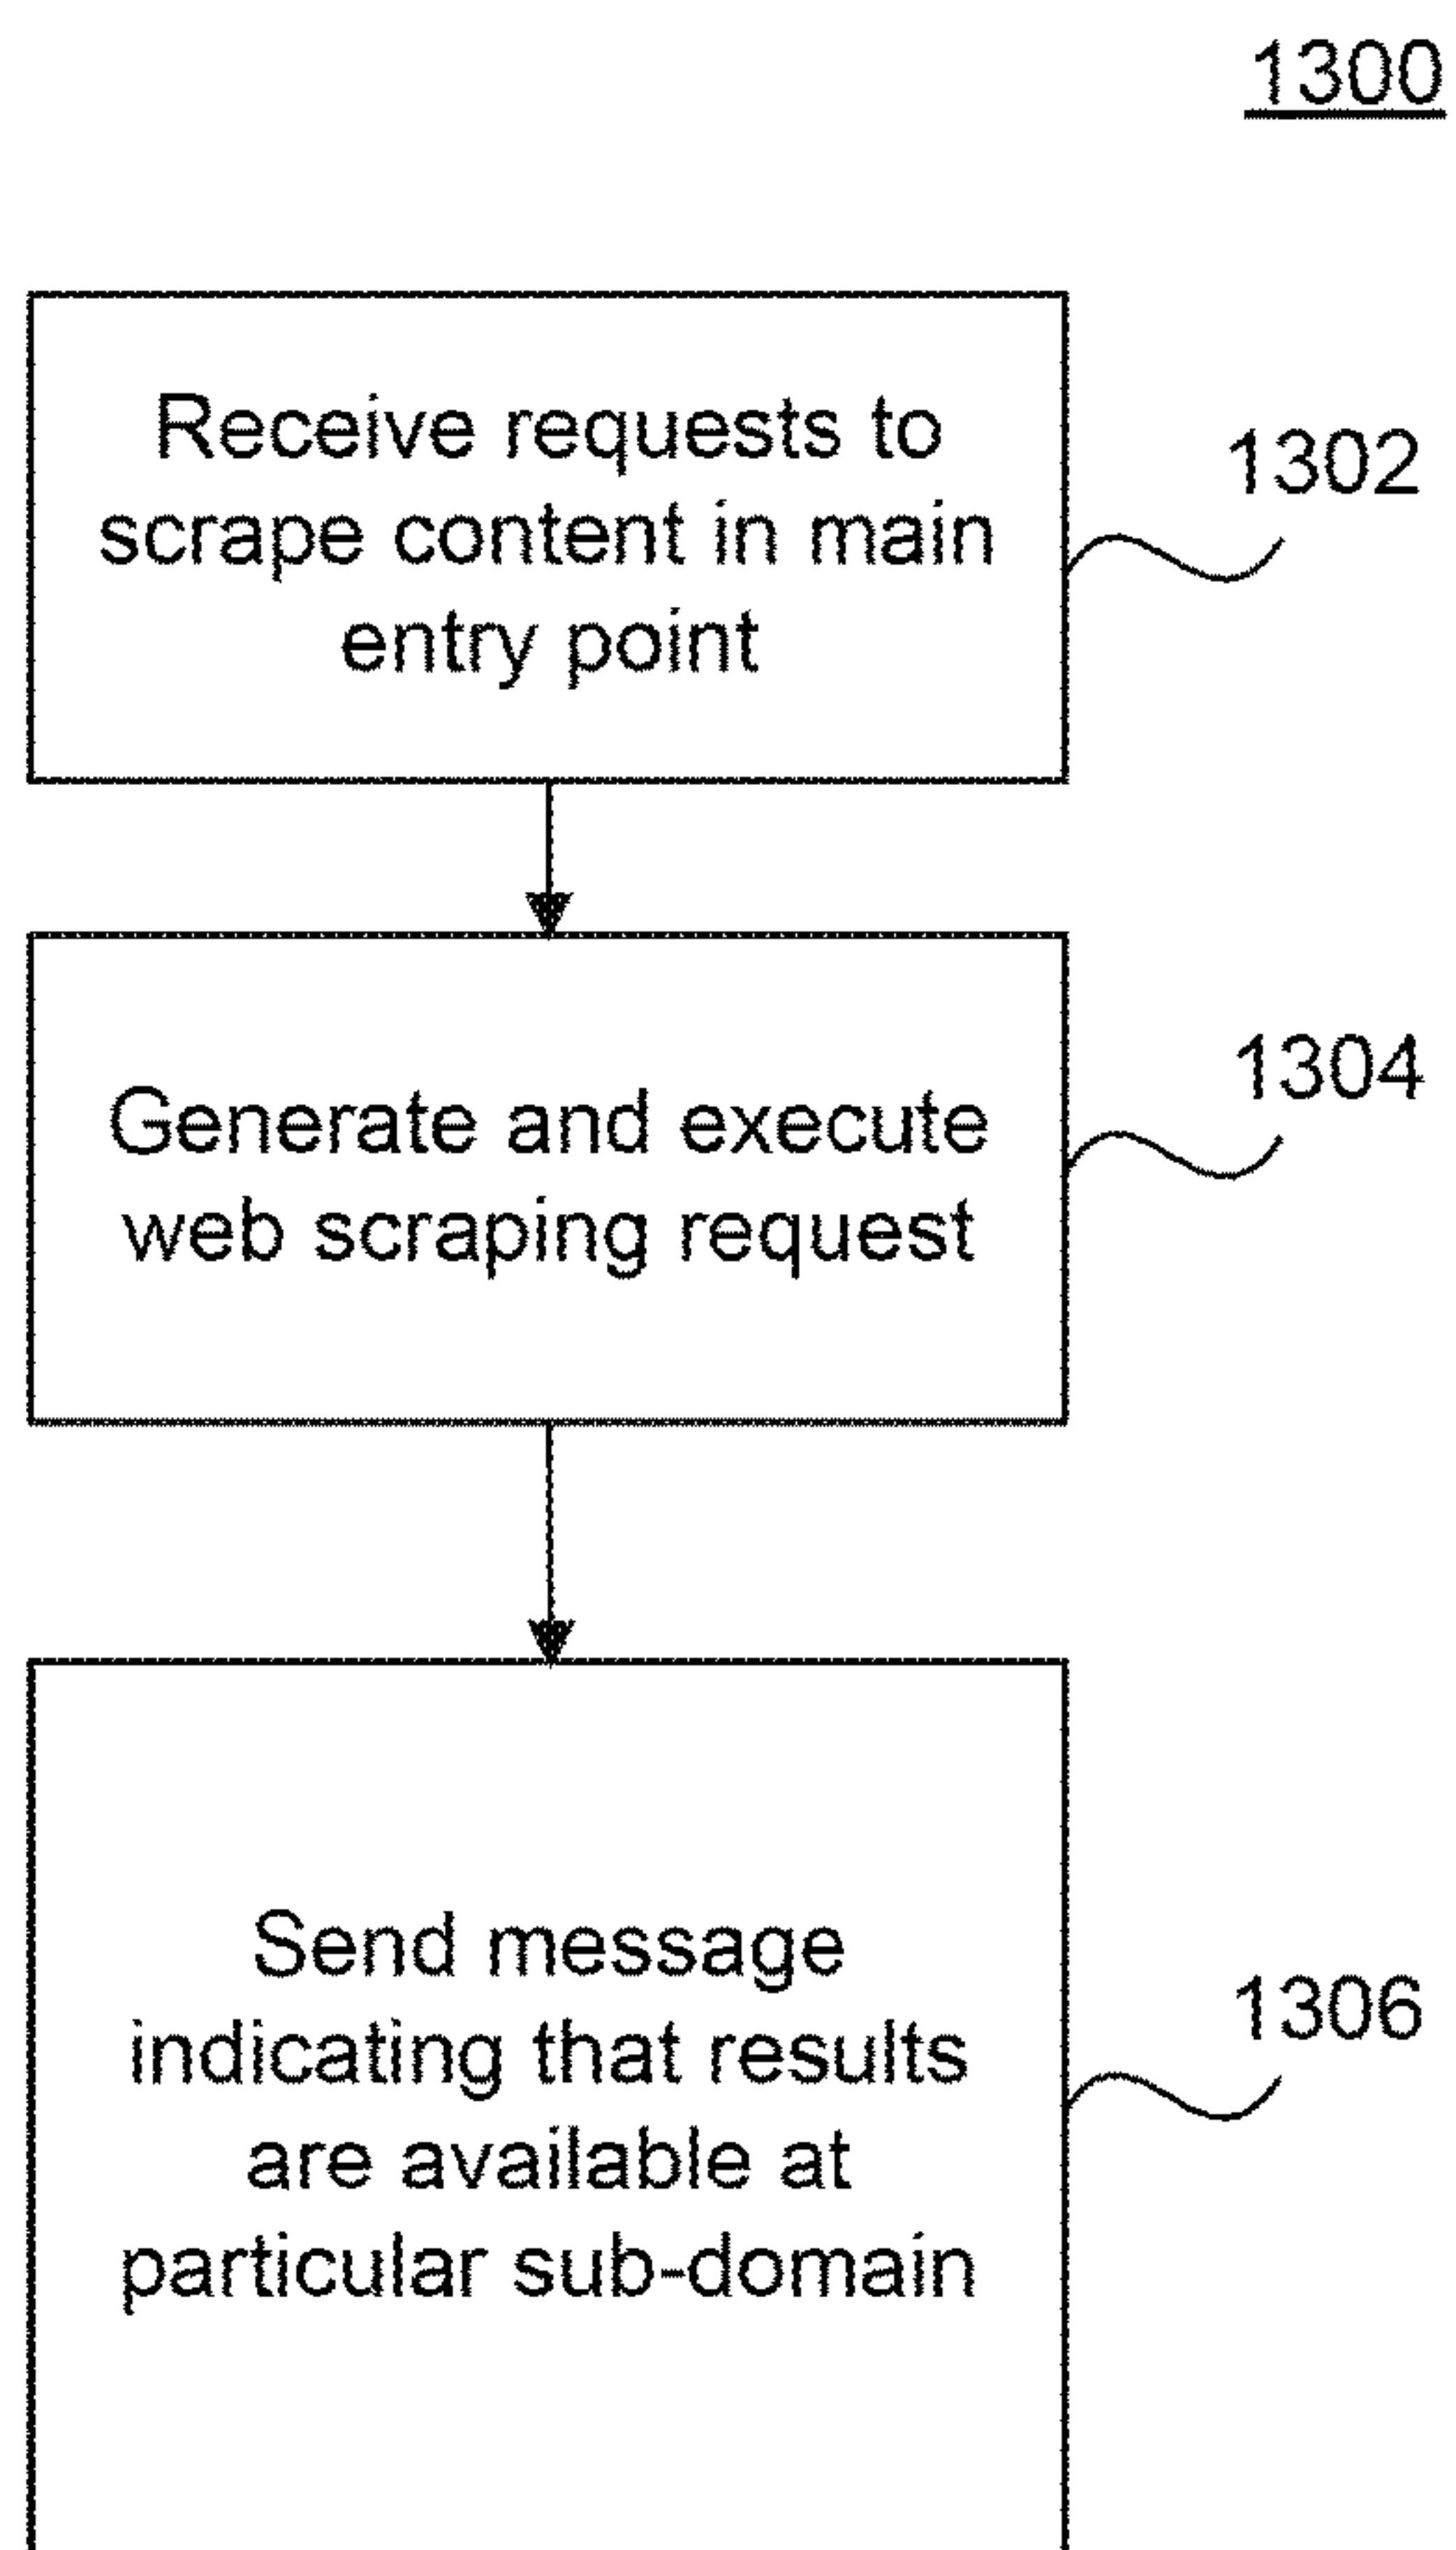 1300
Receive requests to
scrape content in main
entry point
1302
Generate and execute
web scraping request
1304
Send message
indicating that results
are available at
particular sub-domain
1306